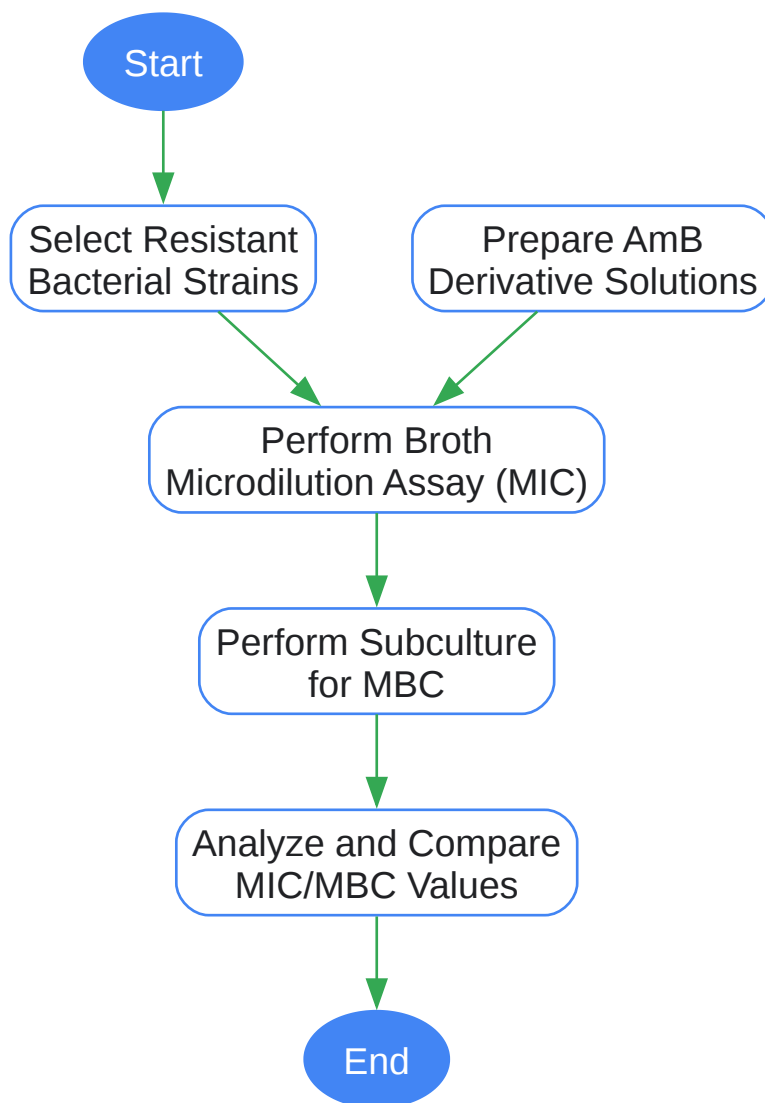 Start
Select Resistant
Bacterial Strains
Prepare AmB
Derivative Solutions
Perform Broth
Microdilution Assay (MIC)
Perform Subculture
for MBC
Analyze and Compare
MIC/MBC Values
End